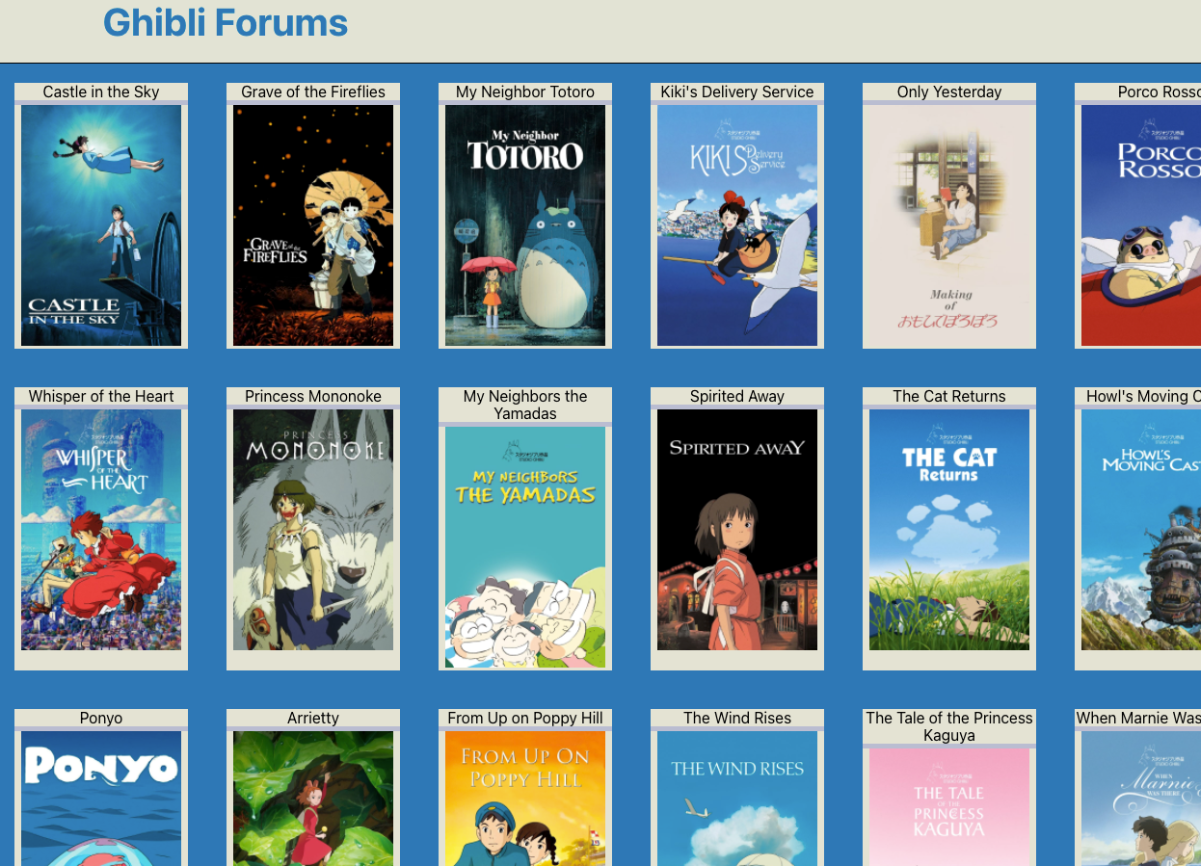 Ghibli Forums
Castle in the Sky
Grave of the Fireflies
My Neighbor Totoro
Kiki's Delivery Service
Only Yesterday
Porco Rosso
CASTLE
IN THE SKY
GRAVE of the
FIREFLIES
My Neighbor
TOTORO
KIKI'S Delivery
Service
Making
of
おもひでぽろぽろ
PORCO
ROSSO
Whisper of the Heart
Princess Mononoke
My Neighbors the
Yamadas
Spirited Away
The Cat Returns
Howl's Moving C
WHISPER
OF THE
HEART
PRINCESS
MONONOKE
MY NEIGHBORS
THE YAMADAS
SPIRITED AWAY
THE CAT
Returns
HOWL'S
MOVING CAS
Ponyo
Arrietty
From Up on Poppy Hill
The Wind Rises
The Tale of the Princess
Kaguya
When Marnie Was
PONYO
FROM UP ON
POPPY HILL
THE WIND RISES
THE TALE
OF THE
PRINCESS
KAGUYA
WHEN
Marnie
WAS THERE